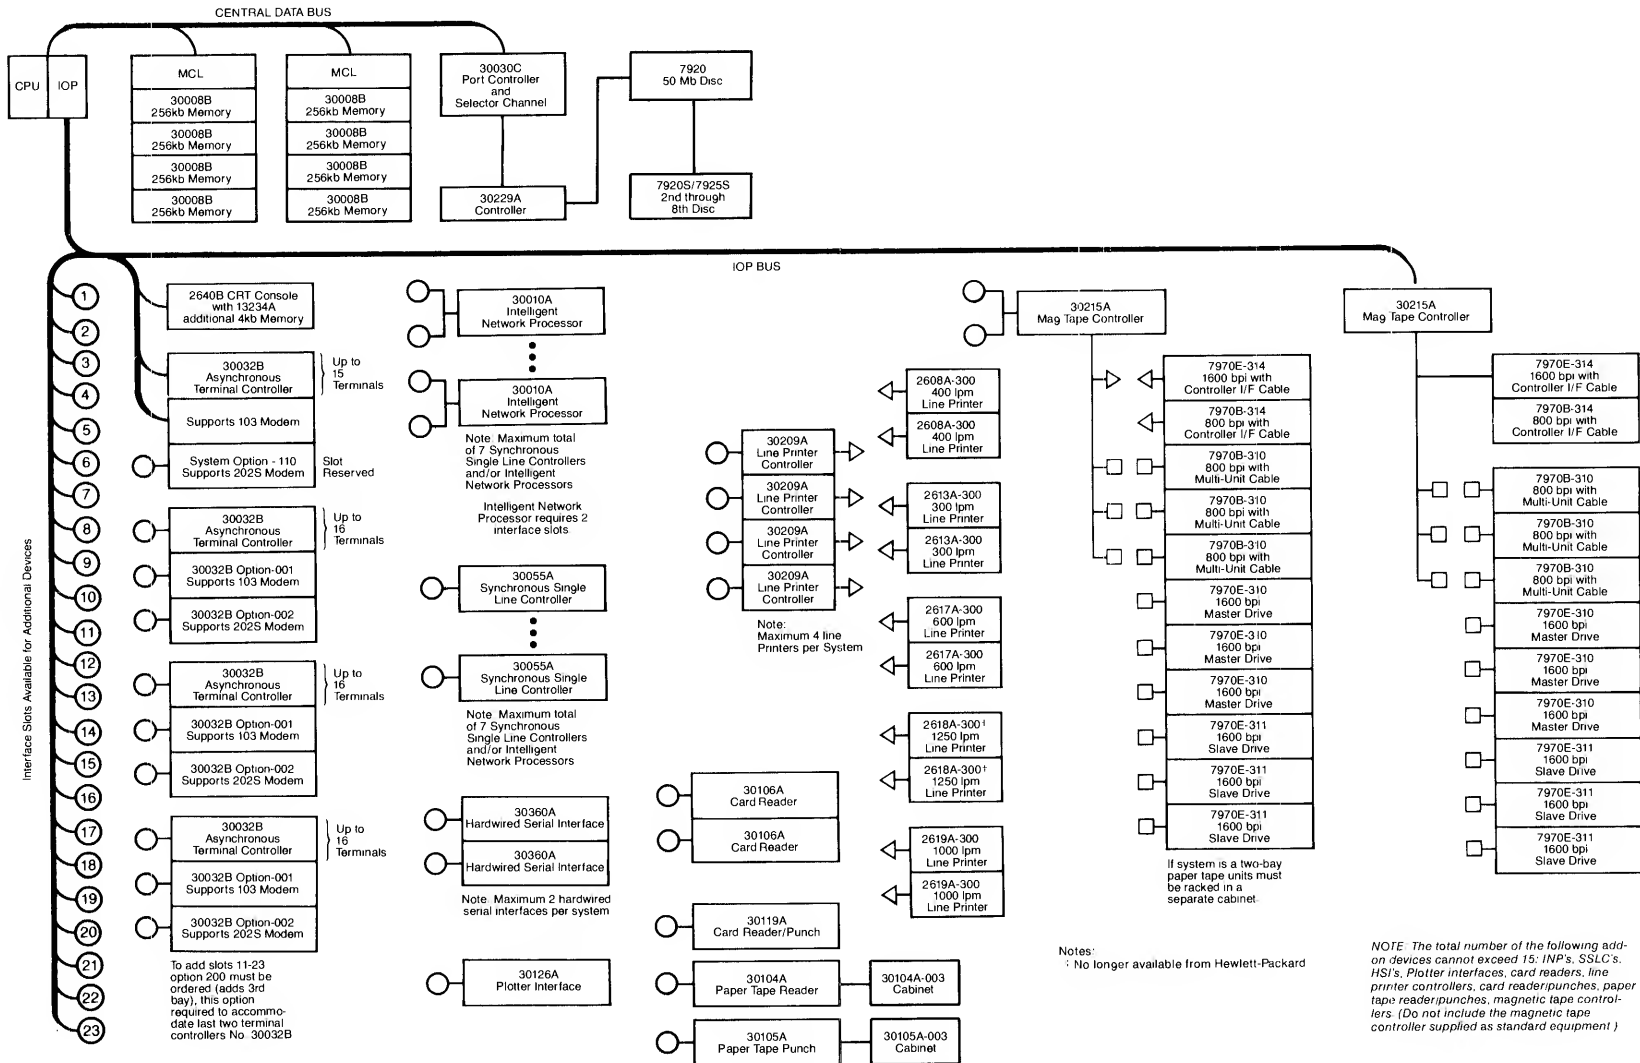 CENTRAL DATA BUS
CPU
IOP
MCL
30008B
256kb Memory
30008B
256kb Memory
30008B
256kb Memory
30008B
256kb Memory
MCL
30008B
256kb Memory
30008B
256kb Memory
30008B
256kb Memory
30008B
256kb Memory
30030C
Port Controller
and
Selector Channel
30229A
Controller
7920
50 Mb Disc
7920S/7925S
2nd through
8th Disc
IOP BUS
Interface Slots Available for Additional Devices
1
2
3
4
5
6
7
8
9
10
11
12
13
14
15
16
17
18
19
20
21
22
23
2640B CRT Console
with 13234A
additional 4kb Memory
30032B
Asynchronous
Terminal Controller
Up to
15
Terminals
Supports 103 Modem
System Option - 110
Supports 202S Modem
Slot
Reserved
30032B
Asynchronous
Terminal Controller
Up to
16
Terminals
30032B Option-001
Supports 103 Modem
30032B Option-002
Supports 202S Modem
30032B
Asynchronous
Terminal Controller
Up to
16
Terminals
30032B Option-001
Supports 103 Modem
30032B Option-002
Supports 202S Modem
30032B
Asynchronous
Terminal Controller
Up to
16
Terminals
30032B Option-001
Supports 103 Modem
30032B Option-002
Supports 202S Modem
To add slots 11-23
option 200 must be
ordered (adds 3rd
bay), this option
required to accommo-
date last two terminal
controllers No. 30032B
30010A
Intelligent
Network Processor
30010A
Intelligent
Network Processor
Note: Maximum total
of 7 Synchronous
Single Line Controllers
and/or Intelligent
Network Processors
Intelligent Network
Processor requires 2
interface slots
30055A
Synchronous Single
Line Controller
30055A
Synchronous Single
Line Controller
Note: Maximum total
of 7 Synchronous
Single Line Controllers
and/or Intelligent
Network Processors
30360A
Hardwired Serial Interface
30360A
Hardwired Serial Interface
Note: Maximum 2 hardwired
serial interfaces per system
30126A
Plotter Interface
30209A
Line Printer
Controller
30209A
Line Printer
Controller
30209A
Line Printer
Controller
30209A
Line Printer
Controller
Note:
Maximum 4 line
Printers per System
30106A
Card Reader
30106A
Card Reader
30119A
Card Reader/Punch
30104A
Paper Tape Reader
30104A-003
Cabinet
30105A
Paper Tape Punch
30105A-003
Cabinet
2608A-300
400 lpm
Line Printer
2608A-300
400 lpm
Line Printer
2613A-300
300 lpm
Line Printer
2613A-300
300 lpm
Line Printer
2617A-300
600 lpm
Line Printer
2617A-300
600 lpm
Line Printer
2618A-300†
1250 lpm
Line Printer
2618A-300†
1250 lpm
Line Printer
2619A-300
1000 lpm
Line Printer
2619A-300
1000 lpm
Line Printer
30215A
Mag Tape Controller
7970E-314
1600 bpi with
Controller I/F Cable
7970B-314
800 bpi with
Controller I/F Cable
7970B-310
800 bpi with
Multi-Unit Cable
7970B-310
800 bpi with
Multi-Unit Cable
7970B-310
800 bpi with
Multi-Unit Cable
7970E-310
1600 bpi
Master Drive
7970E-310
1600 bpi
Master Drive
7970E-310
1600 bpi
Master Drive
7970E-311
1600 bpi
Slave Drive
7970E-311
1600 bpi
Slave Drive
7970E-311
1600 bpi
Slave Drive
If system is a two-bay
paper tape units must
be racked in a
separate cabinet
Notes:
† No longer available from Hewlett-Packard
30215A
Mag Tape Controller
7970E-314
1600 bpi with
Controller I/F Cable
7970B-314
800 bpi with
Controller I/F Cable
7970B-310
800 bpi with
Multi-Unit Cable
7970B-310
800 bpi with
Multi-Unit Cable
7970B-310
800 bpi with
Multi-Unit Cable
7970E-310
1600 bpi
Master Drive
7970E-310
1600 bpi
Master Drive
7970E-310
1600 bpi
Master Drive
7970E-311
1600 bpi
Slave Drive
7970E-311
1600 bpi
Slave Drive
7970E-311
1600 bpi
Slave Drive
NOTE: The total number of the following add-
on devices cannot exceed 15: INP's, SSLC's,
HSI's, Plotter interfaces, card readers, line
printer controllers, card reader/punches, paper
tape reader/punches, magnetic tape control-
lers. (Do not include the magnetic tape
controller supplied as standard equipment.)